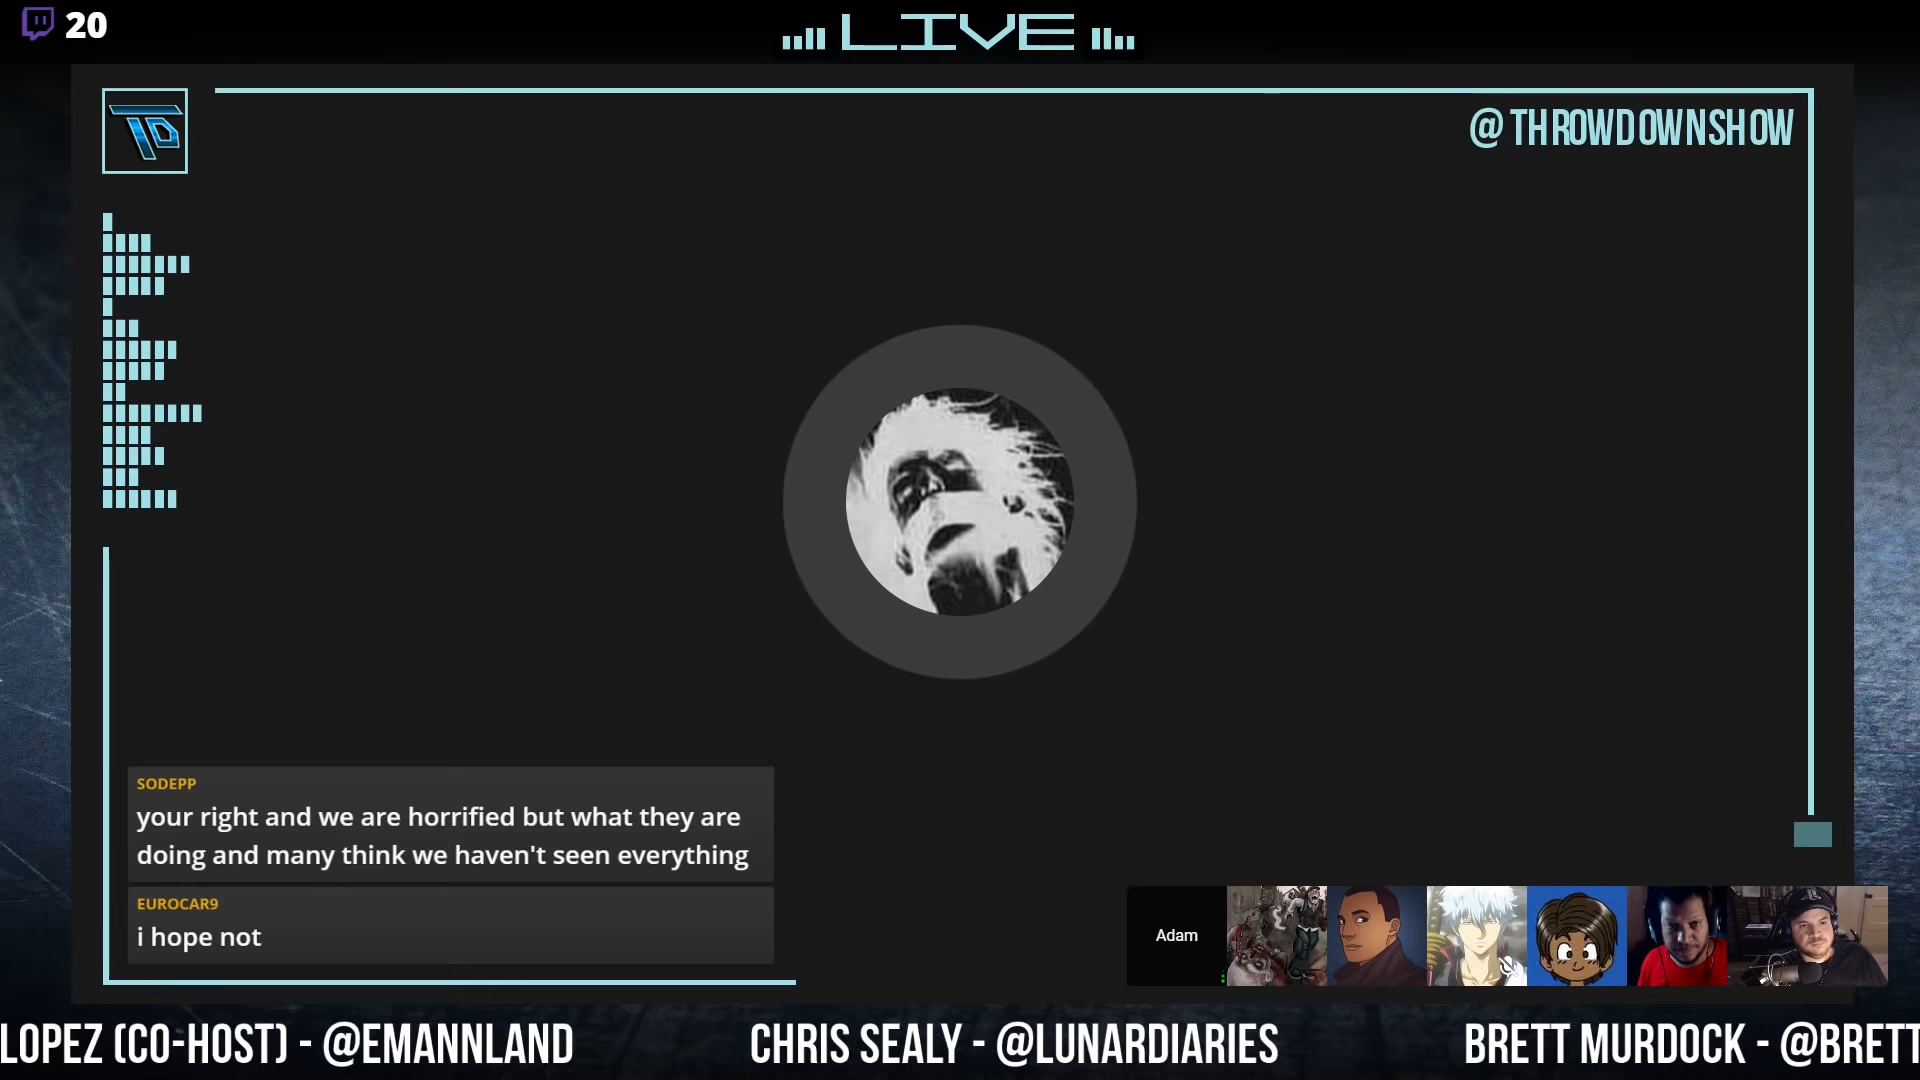 20
LIVE
TD
@THROWDOWNSHOW
SODEPP
your right and we are horrified but what they are
doing and many think we haven't seen everything
EUROCAR9
i hope not
Adam
LOPEZ (CO-HOST) - @EMANNLAND CHRIS SEALY - @LUNARDIARIES BRETT MURDOCK - @BRETT